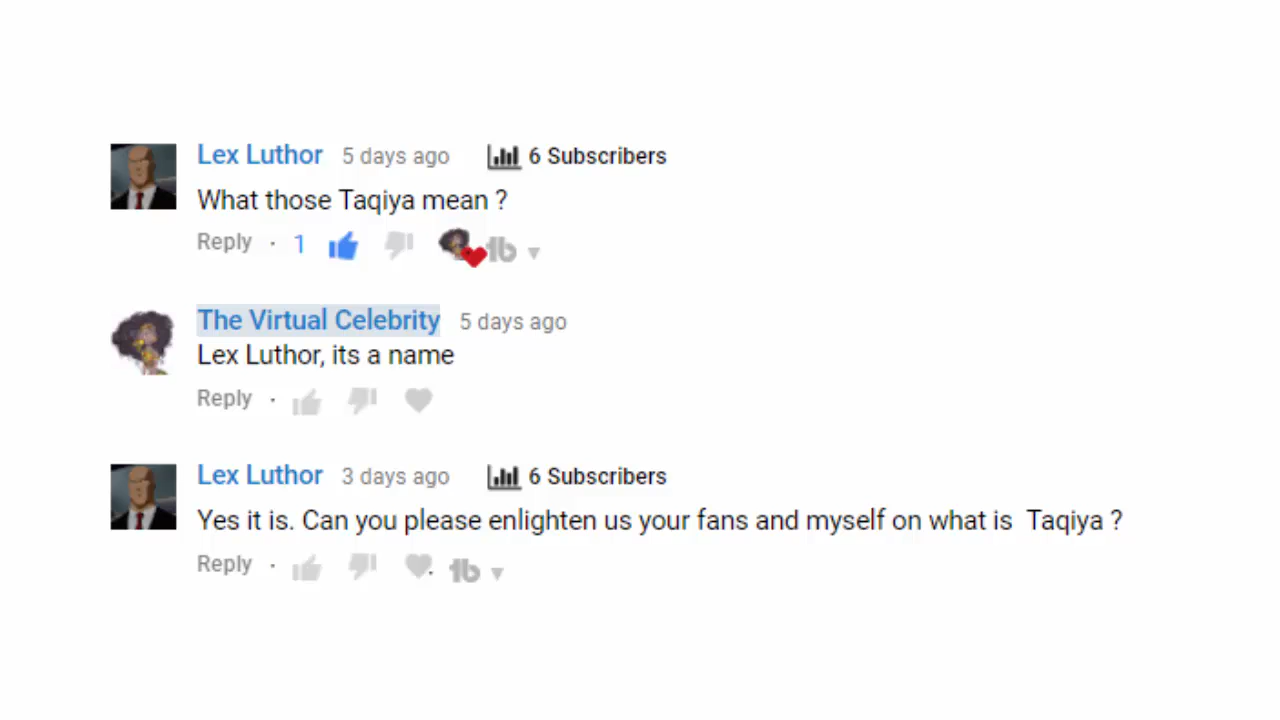 Lex Luthor 5 days ago 6 Subscribers
What those Taqiya mean ?
Reply · 1 1b
The Virtual Celebrity 5 days ago
Lex Luthor, its a name
Reply ·
Lex Luthor 3 days ago 6 Subscribers
Yes it is. Can you please enlighten us your fans and myself on what is  Taqiya ?
Reply · 1b